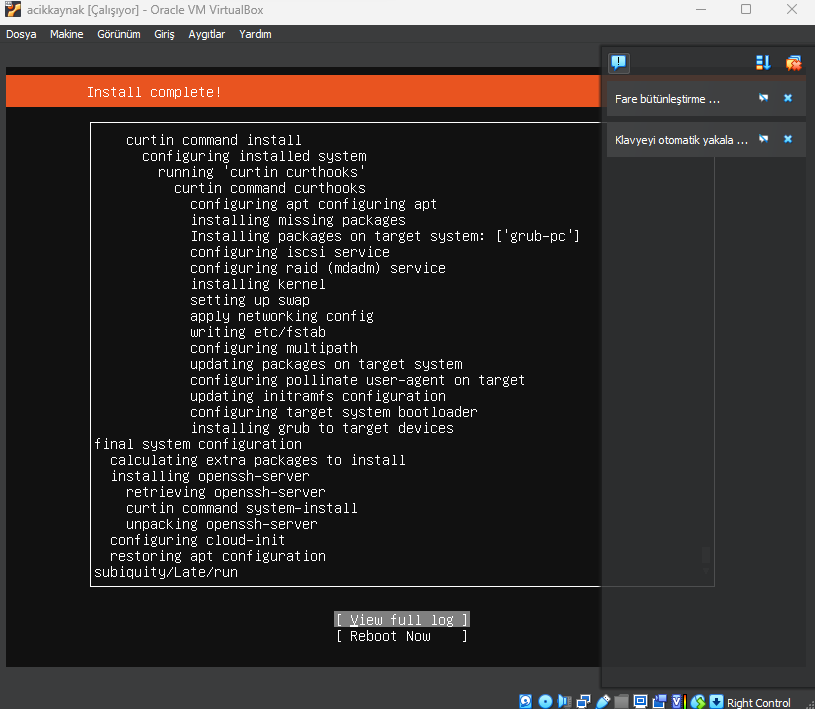 acikkaynak [Çalışıyor] - Oracle VM VirtualBox
Dosya Makine Görünüm Giriş Aygıtlar Yardım
Install complete!
curtin command install
configuring installed system
running 'curtin curthooks'
curtin command curthooks
configuring apt configuring apt
installing missing packages
Installing packages on target system: ['grub-pc']
configuring iscsi service
configuring raid (mdadm) service
installing kernel
setting up swap
apply networking config
writing etc/fstab
configuring multipath
updating packages on target system
configuring pollinate user-agent on target
updating initramfs configuration
configuring target system bootloader
installing grub to target devices
final system configuration
calculating extra packages to install
installing openssh-server
retrieving openssh-server
curtin command system-install
unpacking openssh-server
configuring cloud-init
restoring apt configuration
subiquity/Late/run
[ View full log ]
[ Reboot Now ]
Fare bütünleştirme ...
Klavyeyi otomatik yakala ...
Right Control